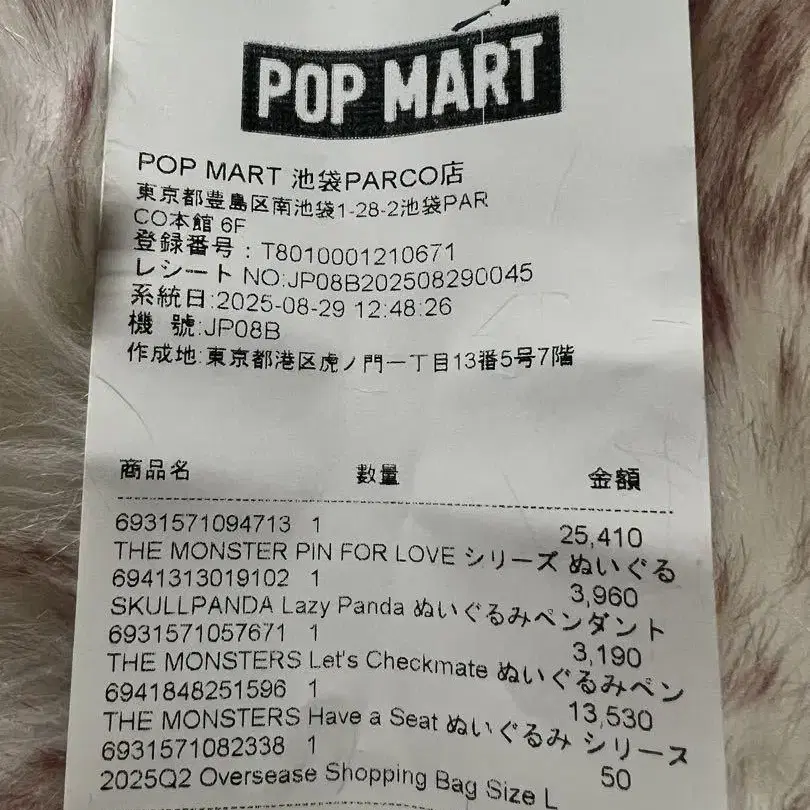 POP MART
POP MART 池袋PARCO店
東京都豊島区南池袋1-28-2池袋PAR
CO本館 6F
登録番号：T8010001210671
レシート NO:JP08B202508290045
系統日:2025-08-29 12:48:26
機 號:JP08B
作成地:東京都港区虎ノ門一丁目13番5号7階
商品名 数量 金額
6931571094713 1 25,410
THE MONSTER PIN FOR LOVE シリーズ ぬいぐる
6941313019102 1 3,960
SKULLPANDA Lazy Panda ぬいぐるみペンダント
6931571057671 1 3,190
THE MONSTERS Let's Checkmate ぬいぐるみペン
6941848251596 1 13,530
THE MONSTERS Have a Seat ぬいぐるみ シリース
6931571082338 1 50
2025Q2 Oversease Shopping Bag Size L